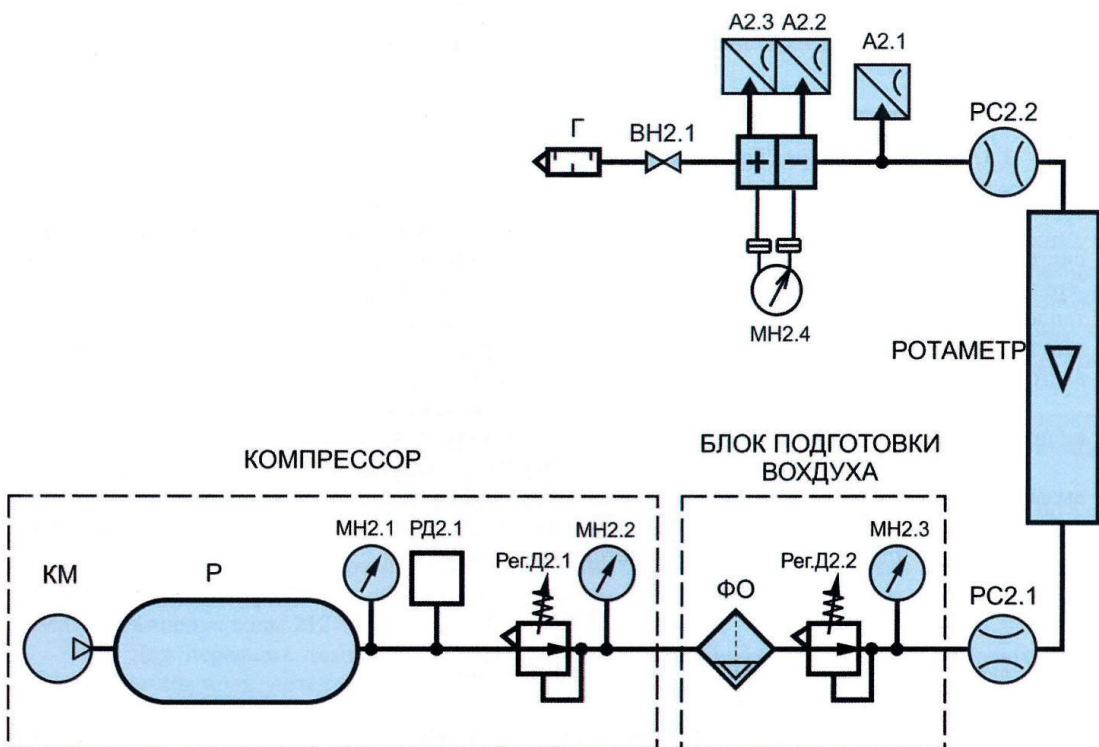 А2.3 А2.2
А2.1
РС2.2
Г
ВН2.1
+ −
МН2.4
РОТАМЕТР
КОМПРЕССОР
БЛОК ПОДГОТОВКИ
ВОХДУХА
КМ
Р
МН2.1
РД2.1
Рег.Д2.1
МН2.2
ФО
Рег.Д2.2
МН2.3
РС2.1